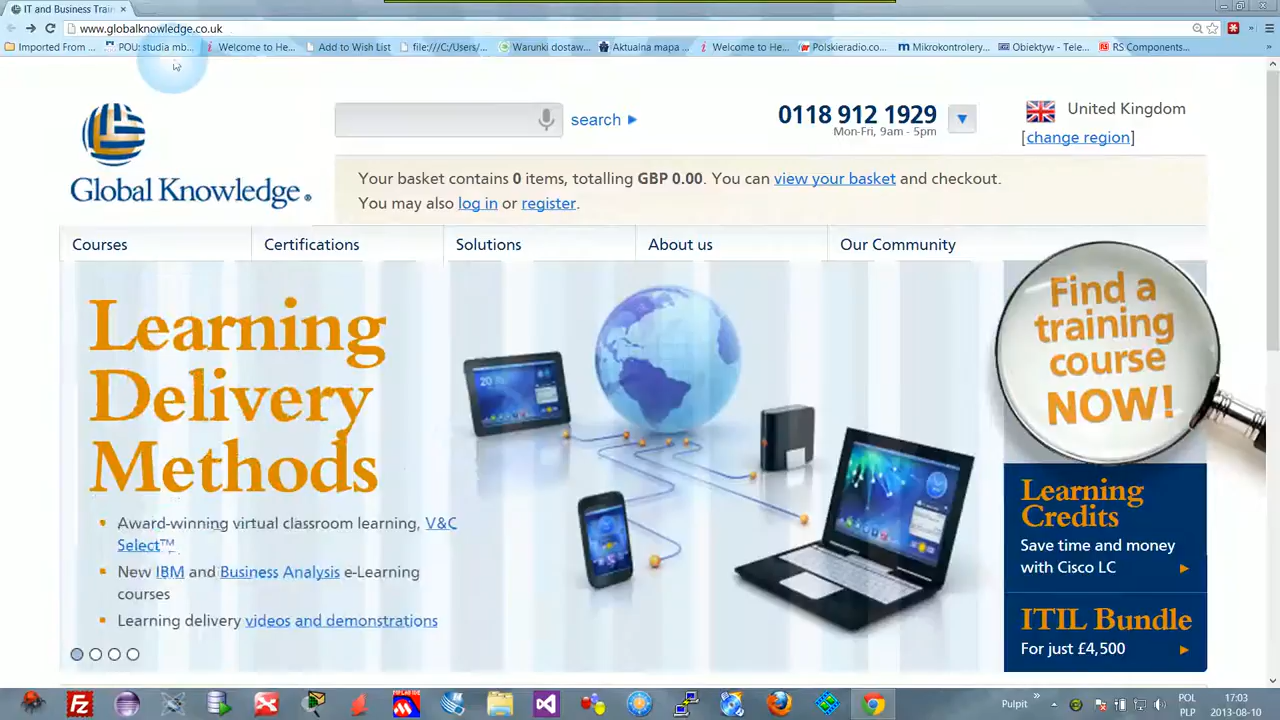 IT and Business Trai
www.globalknowledge.co.uk
Imported From ... POU: studia mb... Welcome to He... Add to Wish List file:///C:/Users/... Warunki dostaw... Aktualna mapa ... Welcome to He... Polskieradio.co... Mikrokontrolery... Obiektyw - Tele... RS Components...
search
0118 912 1929
Mon-Fri, 9am - 5pm
United Kingdom
[change region]
Global Knowledge®
Your basket contains 0 items, totalling GBP 0.00. You can view your basket and checkout.
You may also log in or register.
Courses Certifications Solutions About us Our Community
Learning
Delivery
Methods
Award-winning virtual classroom learning, V&C
Select™.
New IBM and Business Analysis e-Learning
courses
Learning delivery videos and demonstrations
Find a
training
course
NOW!
Learning
Credits
Save time and money
with Cisco LC
ITIL Bundle
For just £4,500
Pulpit
POL
PLP
17:03
2013-08-10